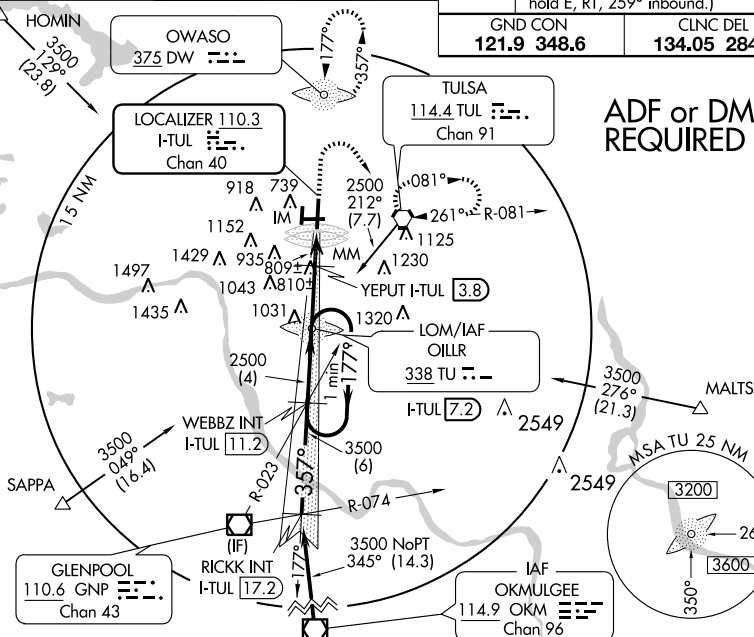 hold E, RT, 259° inbound.)
GND CON
121.9 348.6
CLNC DEL
134.05
HOMIN
3500
129°
(23.8)
OWASO
375 DW
177°
357°
TULSA
114.4 TUL
Chan 91
ADF or DM
REQUIRED
LOCALIZER 110.3
I-TUL
Chan 40
15 NM
918
739
IM
2500
212°
(7.7)
081°
261°
R-081
1152
1125
1429
935
MM
809±
1230
1497
1043
810±
YEPUT I-TUL 3.8
1435
1031
1320
LOM/IAF
OILLR
338 TU
I-TUL 7.2
2500
(4)
1 min
177°
3500
276°
(21.3)
MALTS
2549
WEBBZ INT
I-TUL 11.2
3500
(6)
2549
MSA TU 25 NM
3500
049°
(16.4)
SAPPA
R-023
357°
R-074
3200
26
3600
350°
(IF)
RICKK INT
I-TUL 17.2
177°
3500 NoPT
345° (14.3)
GLENPOOL
110.6 GNP
Chan 43
IAF
OKMULGEE
114.9 OKM
Chan 96